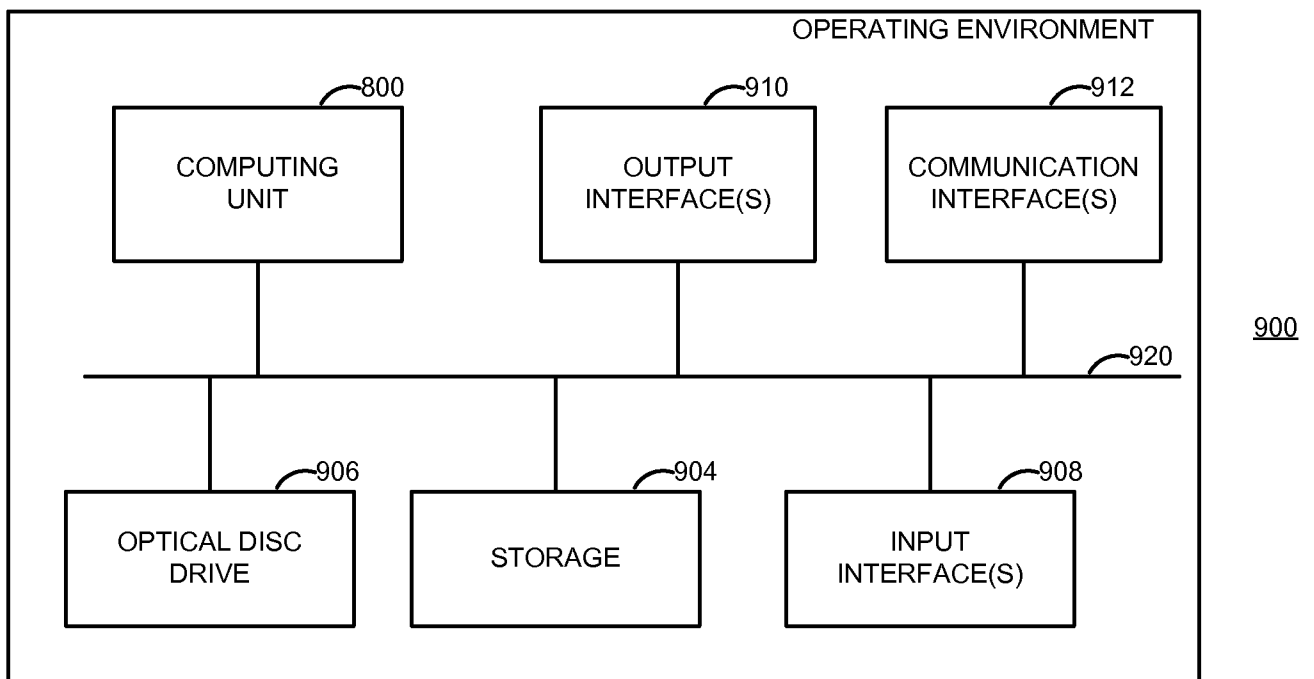 OPERATING ENVIRONMENT
800
910
912
COMPUTING
UNIT
OUTPUT
INTERFACE(S)
COMMUNICATION
INTERFACE(S)
900
920
906
904
908
OPTICAL DISC
DRIVE
STORAGE
INPUT
INTERFACE(S)